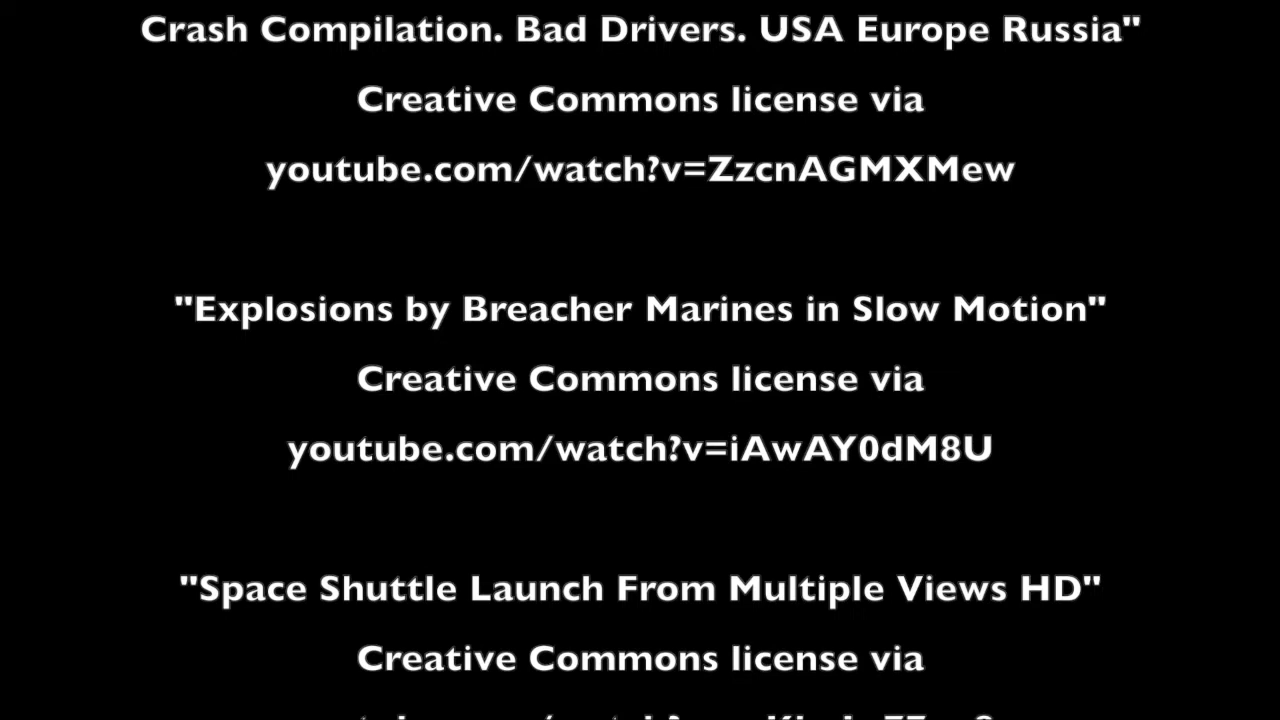 Crash Compilation. Bad Drivers. USA Europe Russia"
Creative Commons license via
youtube.com/watch?v=ZzcnAGMXMew
"Explosions by Breacher Marines in Slow Motion"
Creative Commons license via
youtube.com/watch?v=iAwAY0dM8U
"Space Shuttle Launch From Multiple Views HD"
Creative Commons license via